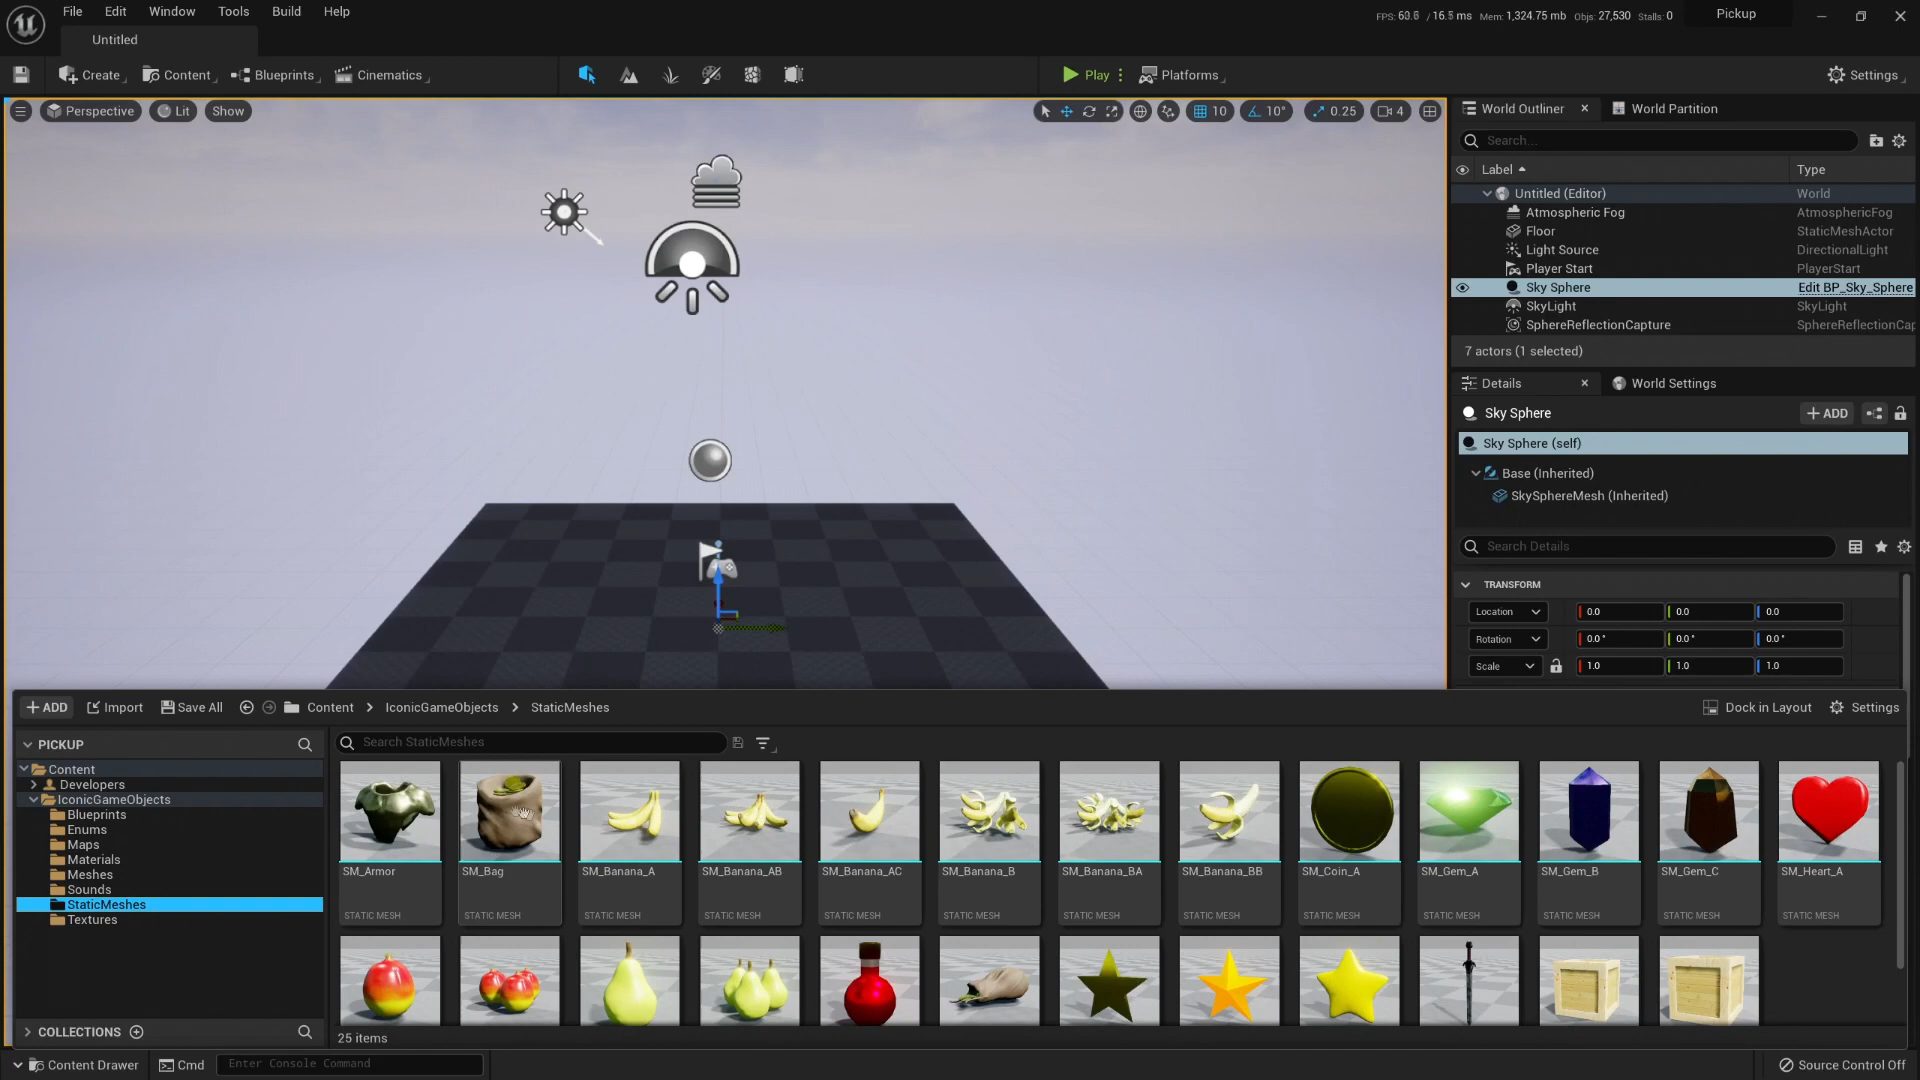 File Edit Window Tools Build Help
FPS: 60.6 / 16.5 ms Mem: 1,324.75 mb Objs: 27,530 Stalls: 0 Pickup
Untitled
Create Content Blueprints Cinematics Play Platforms Settings
Perspective Lit Show 10 10° 0.25 4
World Outliner World Partition
Search...
Label Type
Untitled (Editor) World
Atmospheric Fog AtmosphericFog
Floor StaticMeshActor
Light Source DirectionalLight
Player Start PlayerStart
Sky Sphere Edit BP_Sky_Sphere
SkyLight SkyLight
SphereReflectionCapture SphereReflectionCap
7 actors (1 selected)
Details World Settings
Sky Sphere + ADD
Sky Sphere (self)
Base (Inherited)
SkySphereMesh (Inherited)
Search Details
TRANSFORM
Location 0.0 0.0 0.0
Rotation 0.0 ° 0.0 ° 0.0 °
Scale 1.0 1.0 1.0
+ ADD Import Save All Content > IconicGameObjects > StaticMeshes Dock in Layout Settings
PICKUP
Search StaticMeshes
Content
Developers
IconicGameObjects
Blueprints
Enums
Maps
Materials
Meshes
Sounds
StaticMeshes
Textures
COLLECTIONS
SM_Armor SM_Bag SM_Banana_A SM_Banana_AB SM_Banana_AC SM_Banana_B SM_Banana_BA SM_Banana_BB SM_Coin_A SM_Gem_A SM_Gem_B SM_Gem_C SM_Heart_A
STATIC MESH STATIC MESH STATIC MESH STATIC MESH STATIC MESH STATIC MESH STATIC MESH STATIC MESH STATIC MESH STATIC MESH STATIC MESH STATIC MESH STATIC MESH
25 items
Content Drawer Cmd Enter Console Command Source Control Off